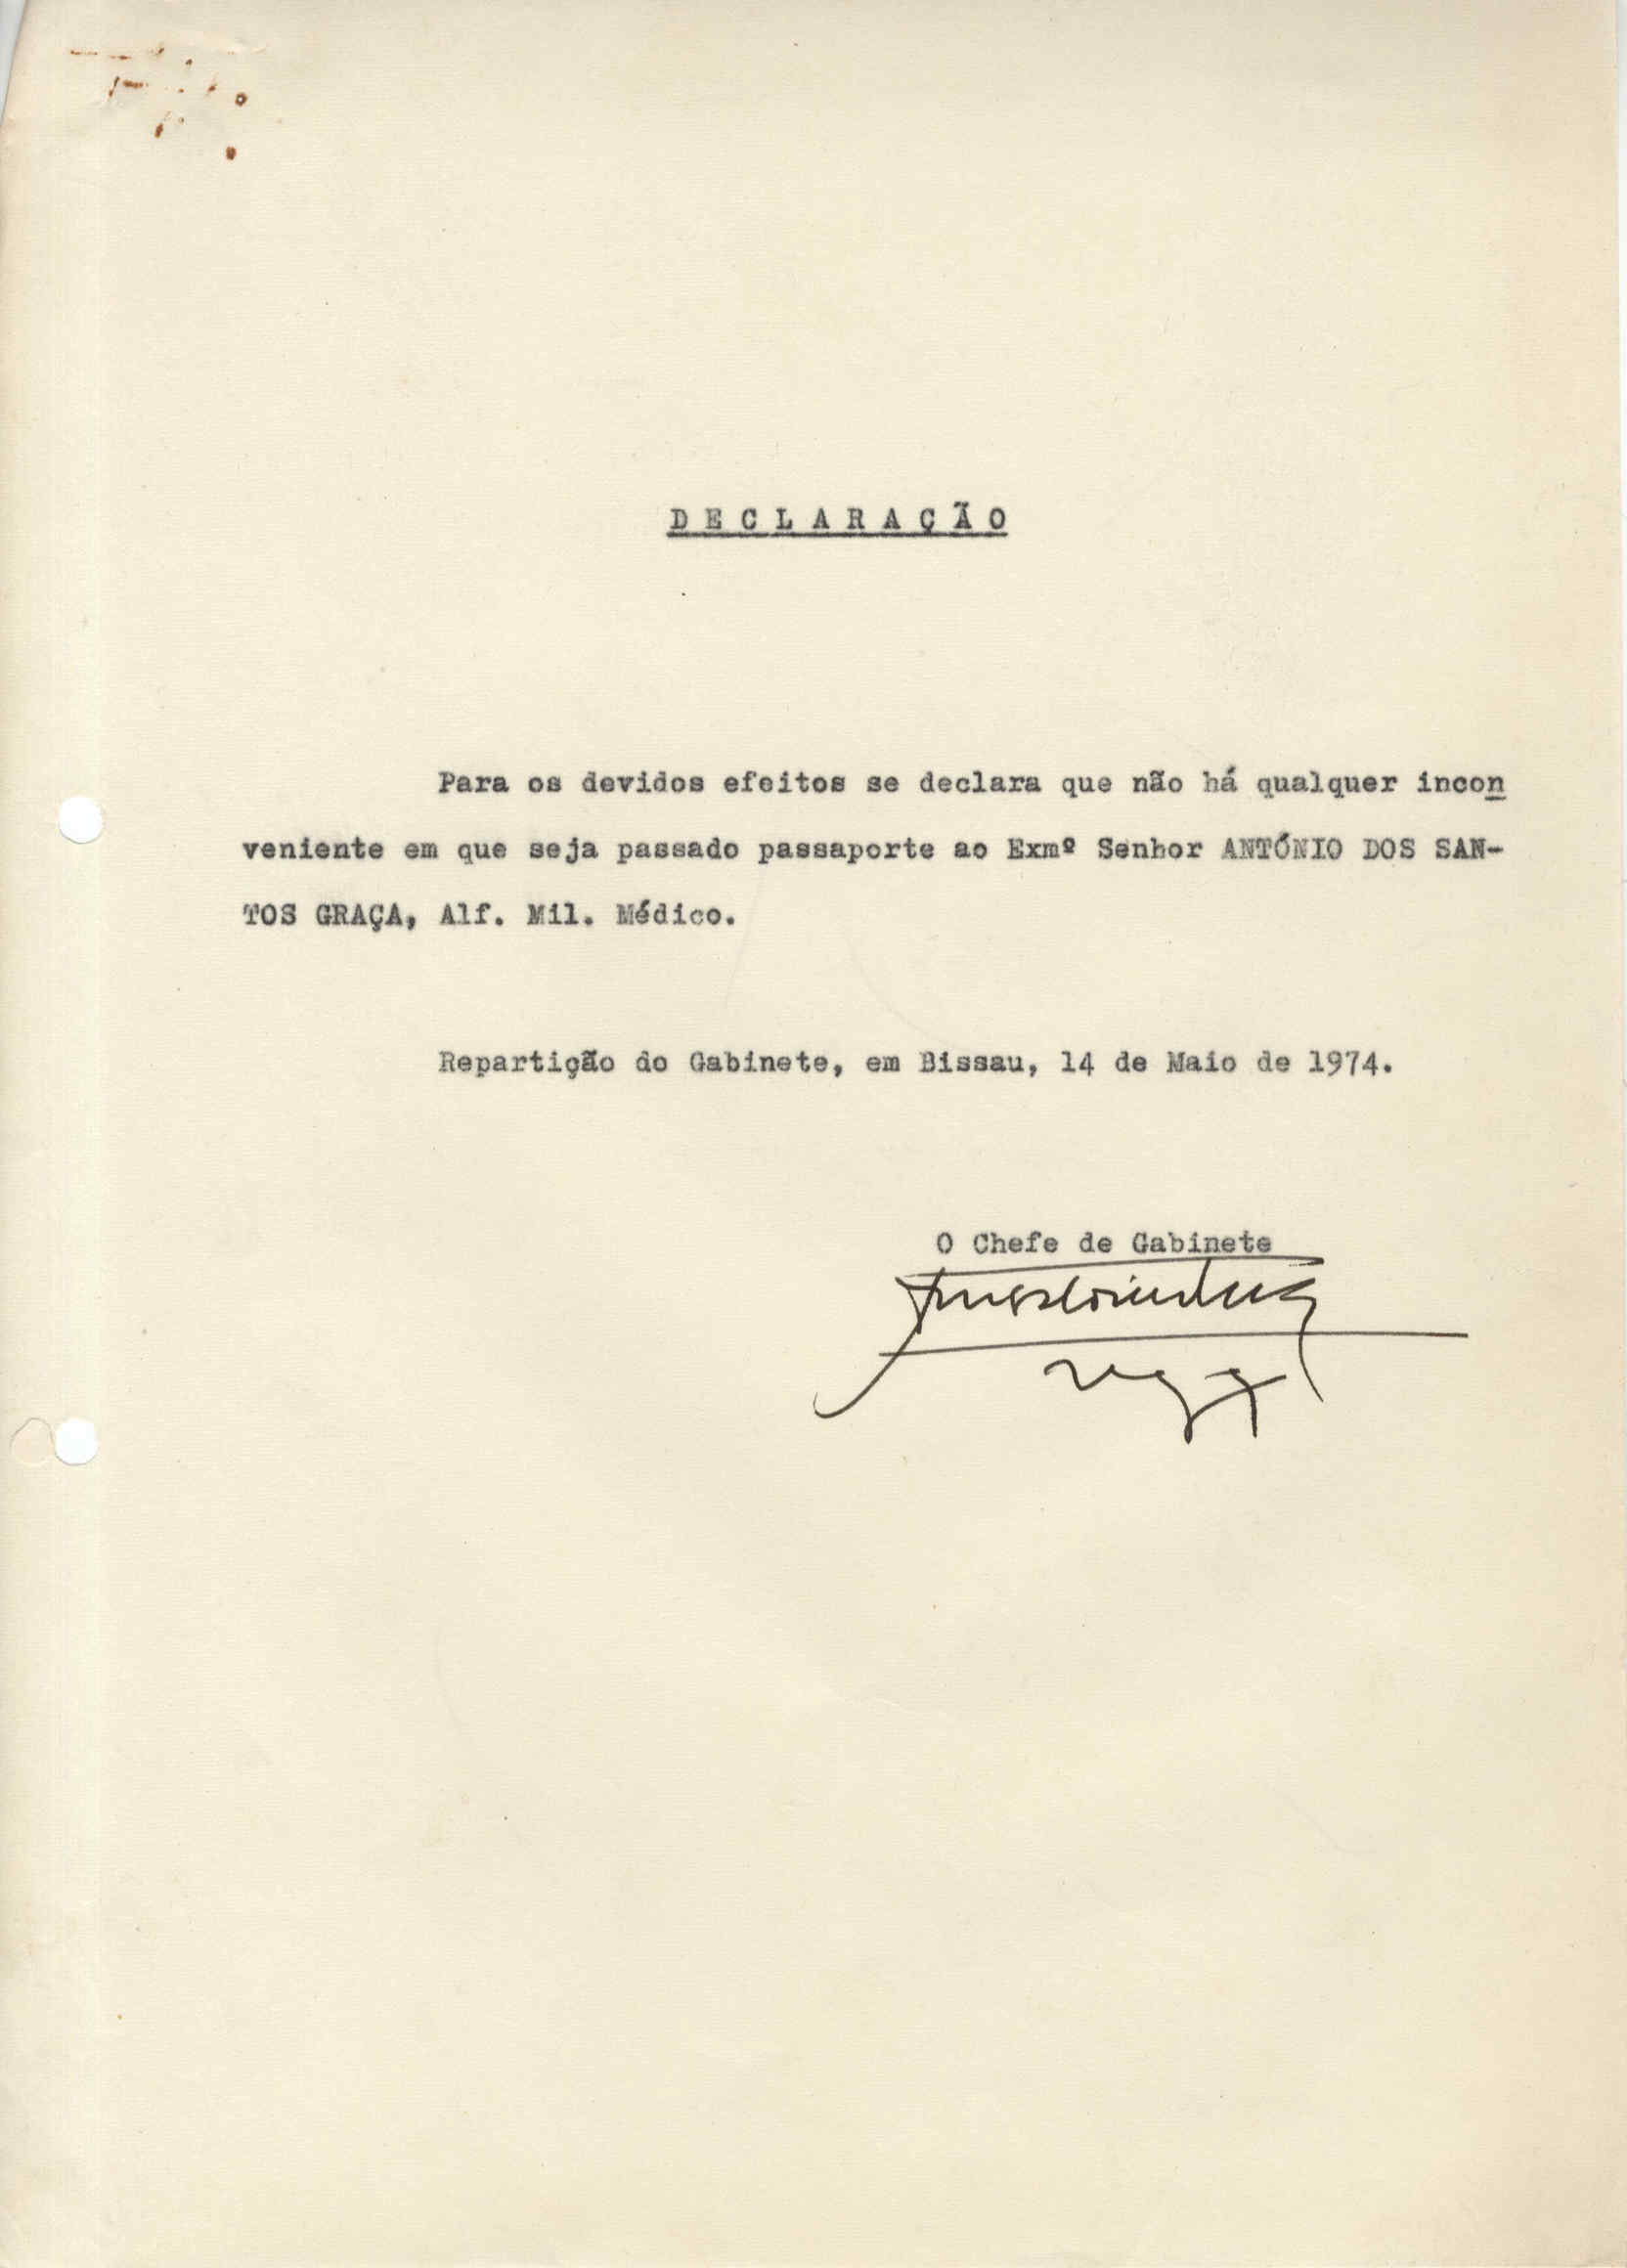 DECLARAÇÃO
Para os devidos efeitos se declara que não há qualquer incon
veniente em que seja passado passaporte ao Exmº Senhor ANTÓNIO DOS SAN-
TOS GRAÇA, Alf. Mil. Médico.
Repartição do Gabinete, em Bissau, 14 de Maio de 1974.
O Chefe de Gabinete